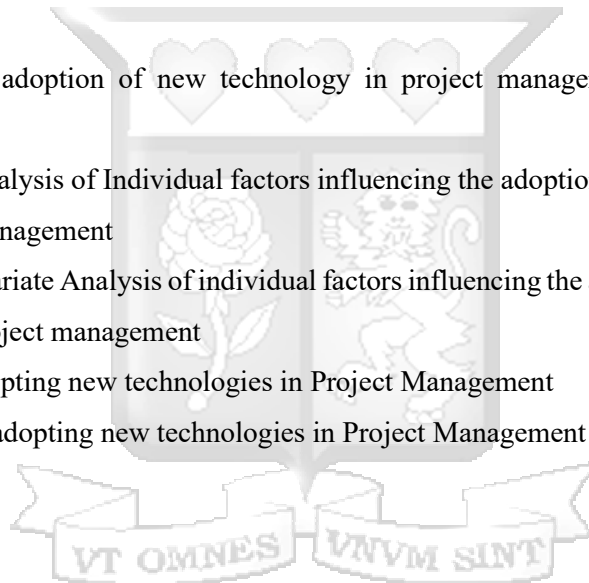 adoption of new technology in project manage
alysis of Individual factors influencing the adoptio
nagement
ariate Analysis of individual factors influencing the
ject management
pting new technologies in Project Management
adopting new technologies in Project Management
VT OMNES VNVM SINT